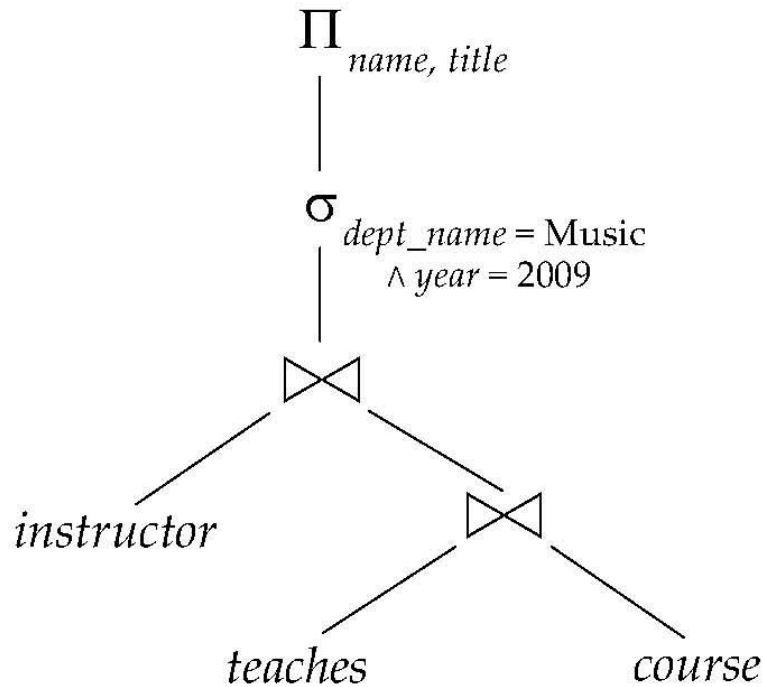 Π name, title
σ dept_name = Music
∧ year = 2009
⋈
instructor
⋈
teaches course